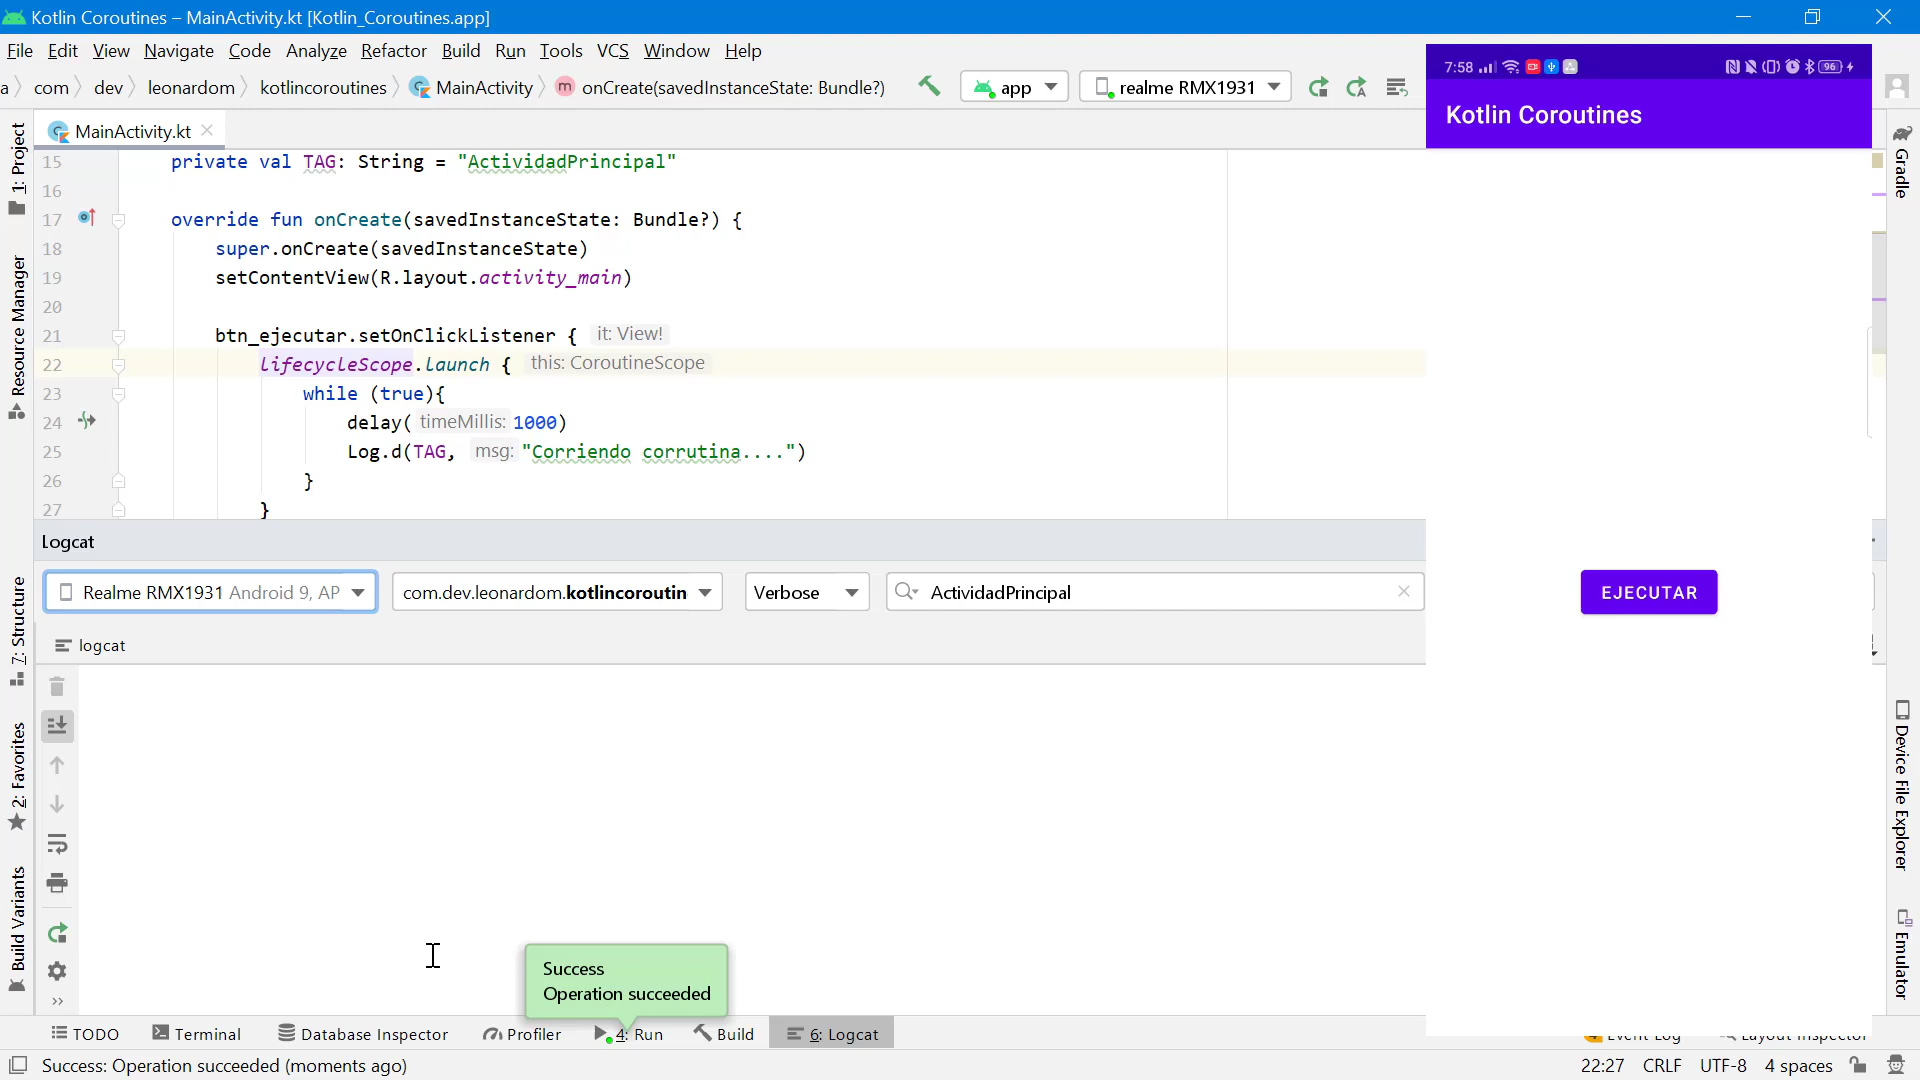 Kotlin Coroutines – MainActivity.kt [Kotlin_Coroutines.app]
File Edit View Navigate Code Analyze Refactor Build Run Tools VCS Window Help
a com dev leonardom kotlincoroutines MainActivity m onCreate(savedInstanceState: Bundle?) app realme RMX1931
7:58 96
Kotlin Coroutines
MainActivity.kt
15 private val TAG: String = "ActividadPrincipal"
16
17 override fun onCreate(savedInstanceState: Bundle?) {
18 super.onCreate(savedInstanceState)
19 setContentView(R.layout.activity_main)
20
21 btn_ejecutar.setOnClickListener { it: View!
22 lifecycleScope.launch { this: CoroutineScope
23 while (true){
24 delay( timeMillis: 1000)
25 Log.d(TAG, msg: "Corriendo corrutina....")
26 }
27 }
1: Project
Resource Manager
7: Structure
2: Favorites
Build Variants
Gradle
Device File Explorer
Emulator
Logcat
Realme RMX1931 Android 9, AP com.dev.leonardom.kotlincoroutin Verbose ActividadPrincipal
EJECUTAR
logcat
Success
Operation succeeded
TODO Terminal Database Inspector Profiler 4: Run Build 6: Logcat Event Log Layout Inspector
Success: Operation succeeded (moments ago) 22:27 CRLF UTF-8 4 spaces